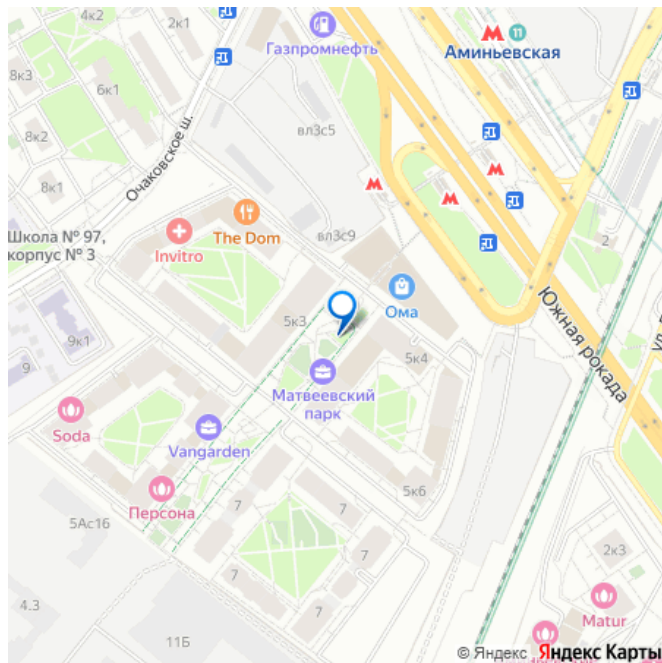 2к1
4к2
Газпромнефть
11
Аминьевская
8к3
6к1
вл3с5
8к2
Очаковское ш.
8к1
The Dom
Школа № 97,
корпус № 3
Invitro
вл3с9
2
Ома
Южная рокада
5к3
9к1
9
5к4
Матвеевский
парк
Soda
Vangarden
Персона
5к6
5Ас16
7
7
7
7
2к3
4.3
11Б
Matur
© Яндекс Яндекс Карты